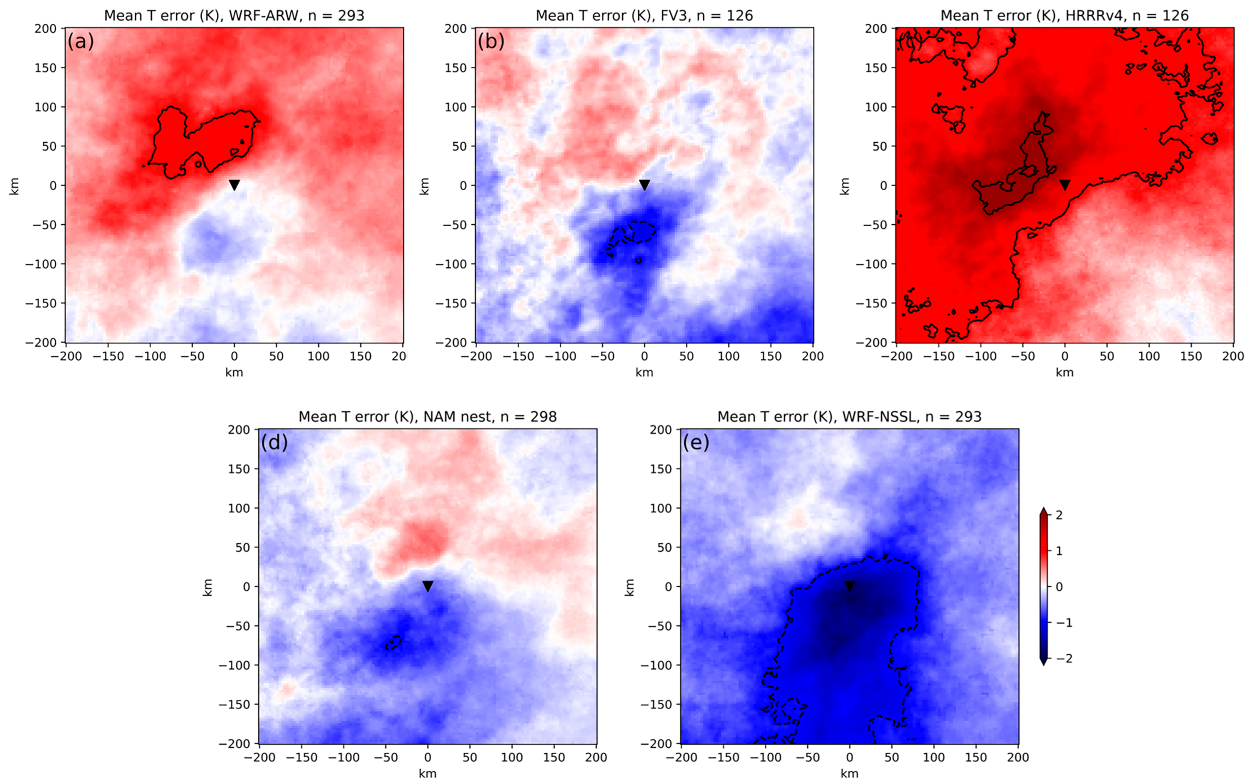 Mean T error (K), WRF-ARW, n = 293
(a)
200
150
100
50
0
−50
−100
−150
−200
km
−200 −150 −100 −50 0 50 100 150 20
km
Mean T error (K), FV3, n = 126
(b)
200
150
100
50
0
−50
−100
−150
−200
km
−200 −150 −100 −50 0 50 100 150 200
km
Mean T error (K), HRRRv4, n = 126
200
150
100
50
0
−50
−100
−150
−200
km
−200 −150 −100 −50 0 50 100 150 200
km
Mean T error (K), NAM nest, n = 298
(d)
200
150
100
50
0
−50
−100
−150
−200
km
−200 −150 −100 −50 0 50 100 150 200
km
Mean T error (K), WRF-NSSL, n = 293
(e)
200
150
100
50
0
−50
−100
−150
−200
km
−200 −150 −100 −50 0 50 100 150 200
km
2
1
0
−1
−2